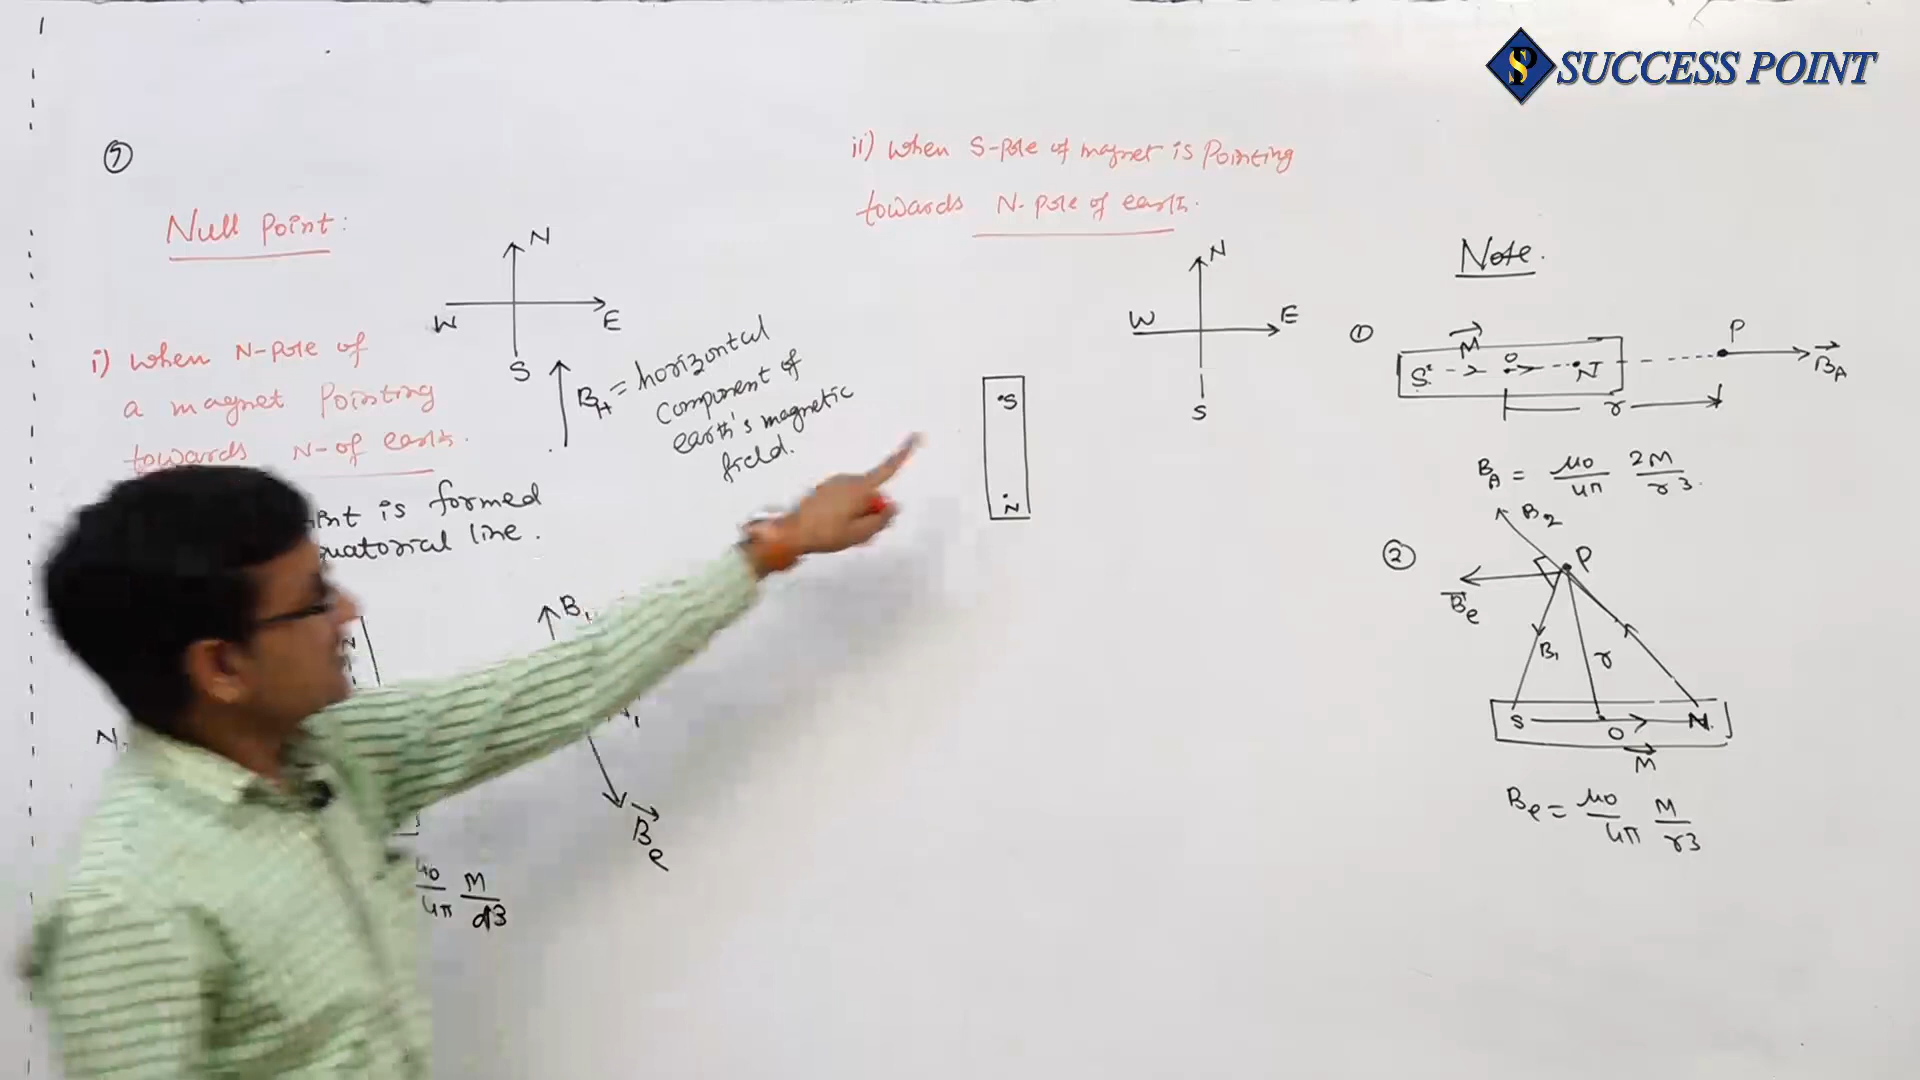 SUCCESS POINT
7
Null point:
N
W
E
S
i) when N-pole of
a magnet pointing
towards N-of earth.
BH = horizontal
component of
earth's magnetic
field.
is formed
line.
N
B1
N1
Be
μ0/4π M/d3
ii) when S-pole of magnet is pointing
towards N-pole of earth.
N
W
E
S
S
N
Note.
1
M
S
O
N
P
BA
r
BA = μ0/4π 2M/r3.
2
B2
P
Be
B1
r
S
O
N
M
Be = μ0/4π M/r3